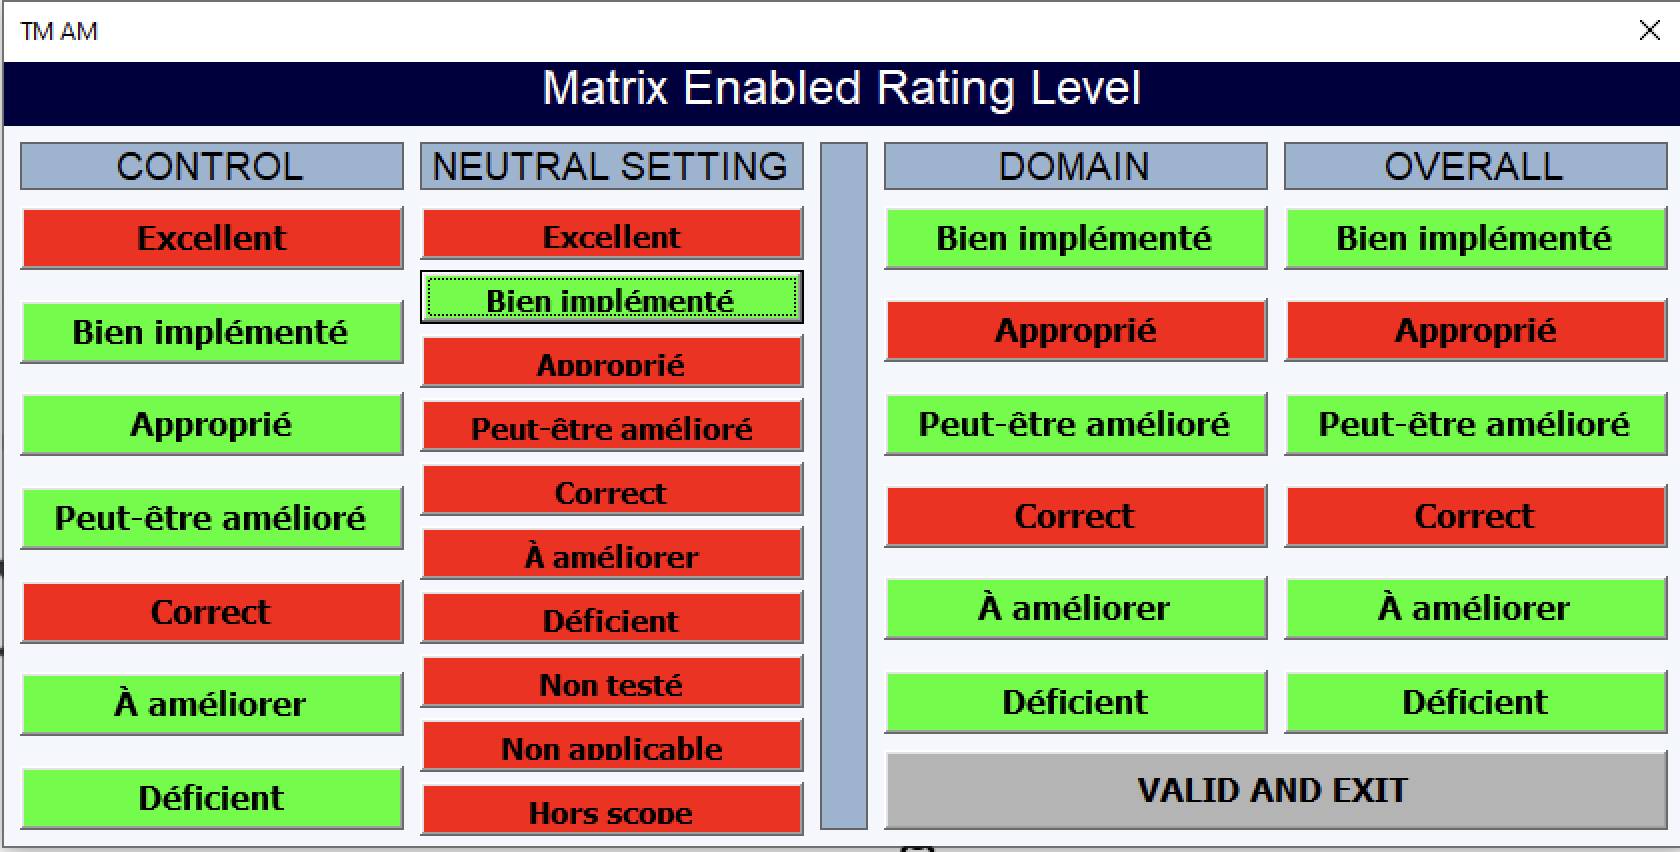 TM AM
Matrix Enabled Rating Level
CONTROL
Excellent
Bien implémenté
Approprié
Peut-être amélioré
Correct
À améliorer
Déficient
NEUTRAL SETTING
Excellent
Bien implémenté
Approprié
Peut-être amélioré
Correct
À améliorer
Déficient
Non testé
Non applicable
Hors scope
DOMAIN
Bien implémenté
Approprié
Peut-être amélioré
Correct
À améliorer
Déficient
OVERALL
Bien implémenté
Approprié
Peut-être amélioré
Correct
À améliorer
Déficient
VALID AND EXIT